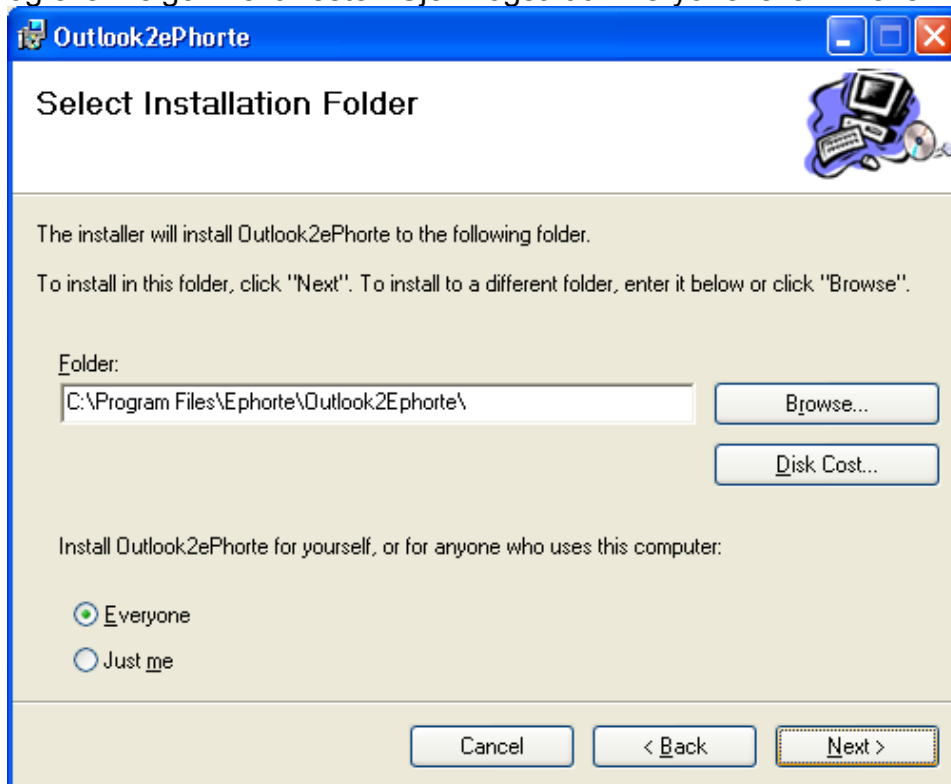 Outlook2ePhorte
Select Installation Folder
The installer will install Outlook2ePhorte to the following folder.
To install in this folder, click "Next". To install to a different folder, enter it below or click "Browse".
Folder:
C:\Program Files\Ephorte\Outlook2Ephorte\
Browse...
Disk Cost...
Install Outlook2ePhorte for yourself, or for anyone who uses this computer:
Everyone
Just me
Cancel
< Back
Next >